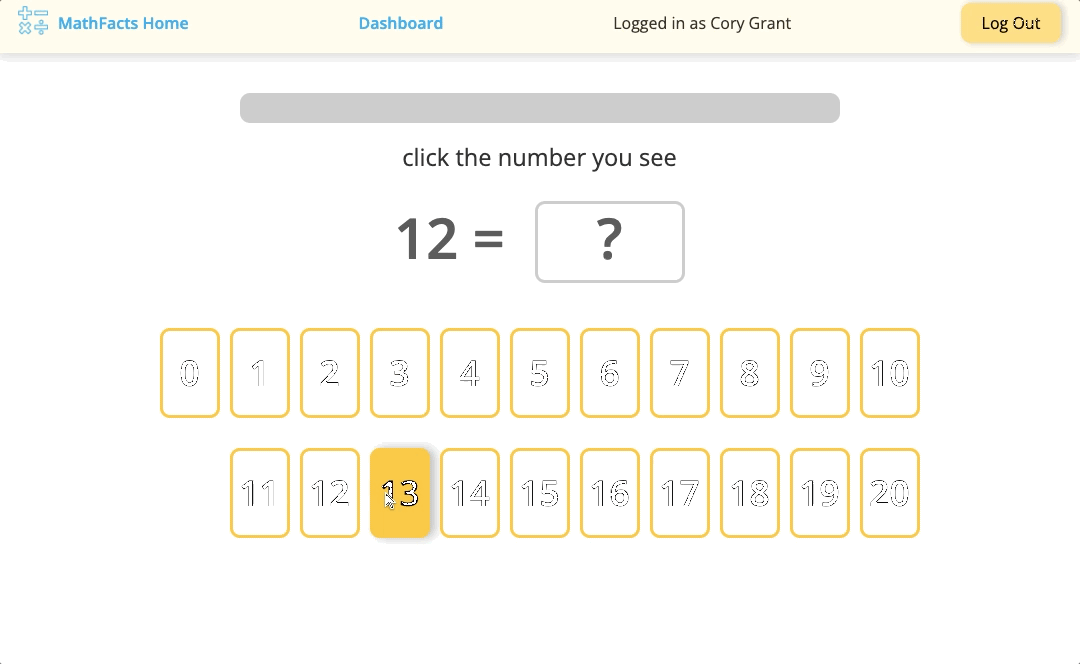 MathFacts Home Dashboard Logged in as Cory Grant Log Out
click the number you see
12 = ?
0 1 2 3 4 5 6 7 8 9 10
11 12 13 14 15 16 17 18 19 20